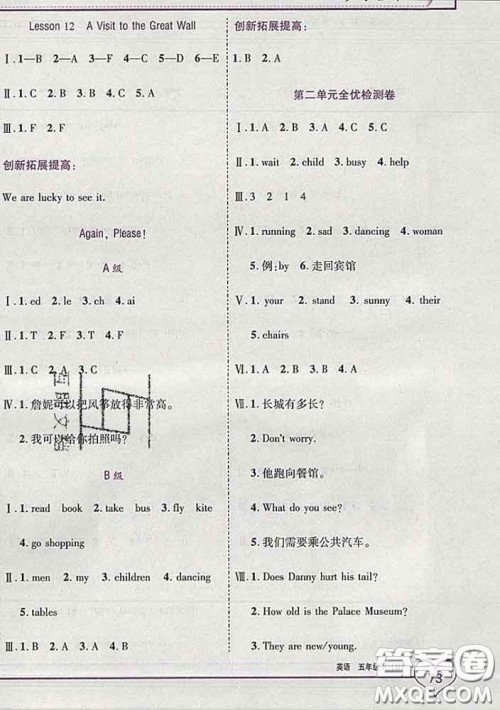 Lesson 12 A Visit to the Great Wall
Ⅰ. 1—B 2—A 3—C 4—D 5—G 6—E
Ⅱ. 1. C 2. B 3. B 4. C 5. A
Ⅲ. 1. F 2. F
创新拓展提高:
We are lucky to see it.
Again, Please!
A 级
Ⅰ. 1. ed 2. le 3. ch 4. ai
Ⅱ. 1. T 2. F 3. T 4. F
Ⅲ. 1. C 2. A 3. C
Ⅳ. 1. 詹妮可以把风筝放得非常高。
2. 我可以给你拍照吗?
B 级
Ⅰ. 1. read book 2. take bus 3. fly kite
4. go shopping
Ⅱ. 1. men 2. my 3. children 4. dancing
5. tables
Ⅲ. 1. A 2. B 3. A 4. B
创新拓展提高:
1. B 2. A
第二单元全优检测卷
Ⅰ. 1. A 2. B 3. B 4. C 5. A
Ⅱ. 1. wait 2. child 3. busy 4. help
Ⅲ. 3 2 1 4
Ⅳ. 1. running 2. sad 3. dancing 4. woman
5. 例:by 6. 走回宾馆
Ⅴ. 1. your 2. stand 3. sunny 4. their
5. chairs
Ⅵ. 1. A 2. B 3. B 4. B
Ⅶ. 1. 长城有多长?
2. Don't worry.
3. 他跑向餐馆。
4. What do you see?
5. 我们需要乘公共汽车。
Ⅷ. 1. Does Danny hurt his tail?
2. How old is the Palace Museum?
3. They are new/young.
英语 五年级
答案卷
MXQE.COM